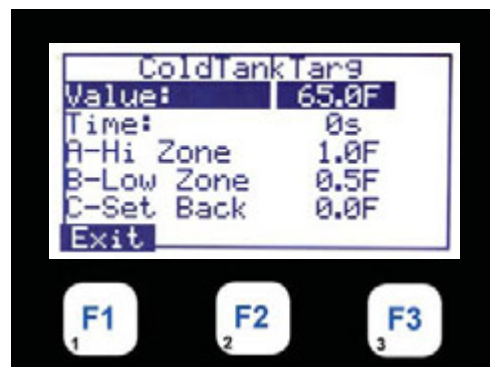 ColdTankTarg
Value: 65.0F
Time: 0s
A-Hi Zone 1.0F
B-Low Zone 0.5F
C-Set Back 0.0F
Exit
F1 F2 F3
1 2 3